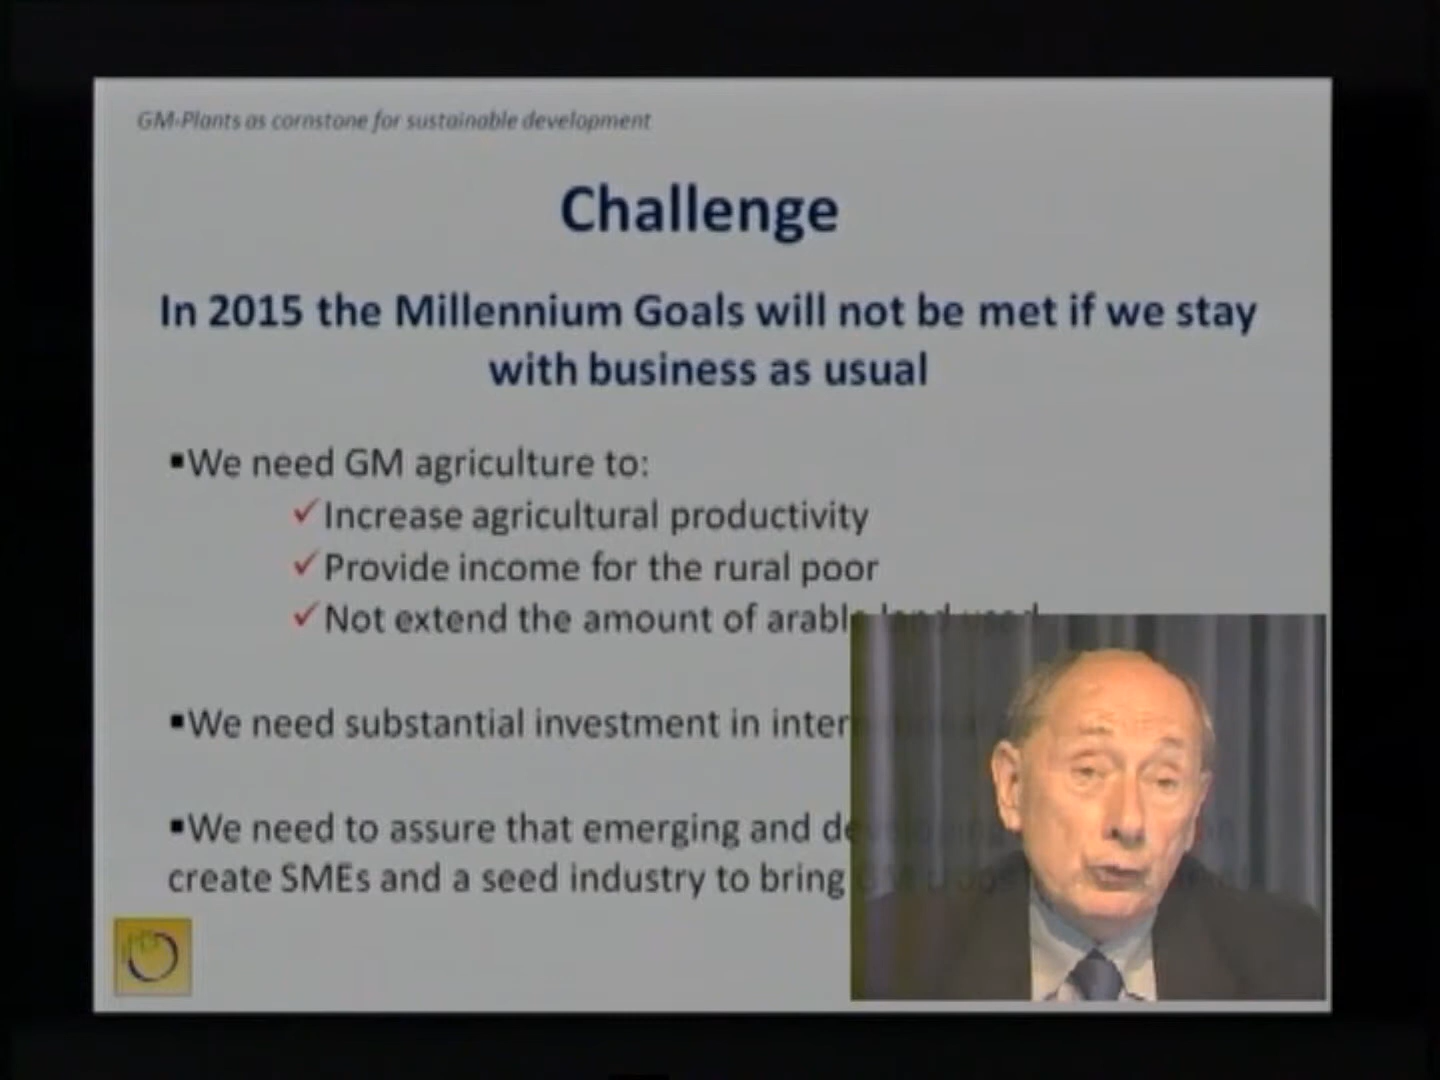 GM-Plants as cornstone for sustainable development
Challenge
In 2015 the Millennium Goals will not be met if we stay
with business as usual
▪We need GM agriculture to:
✓Increase agricultural productivity
✓Provide income for the rural poor
✓Not extend the amount of arable land used
▪We need substantial investment in
▪We need to assure that emerging and
create SMEs and a seed industry to bring